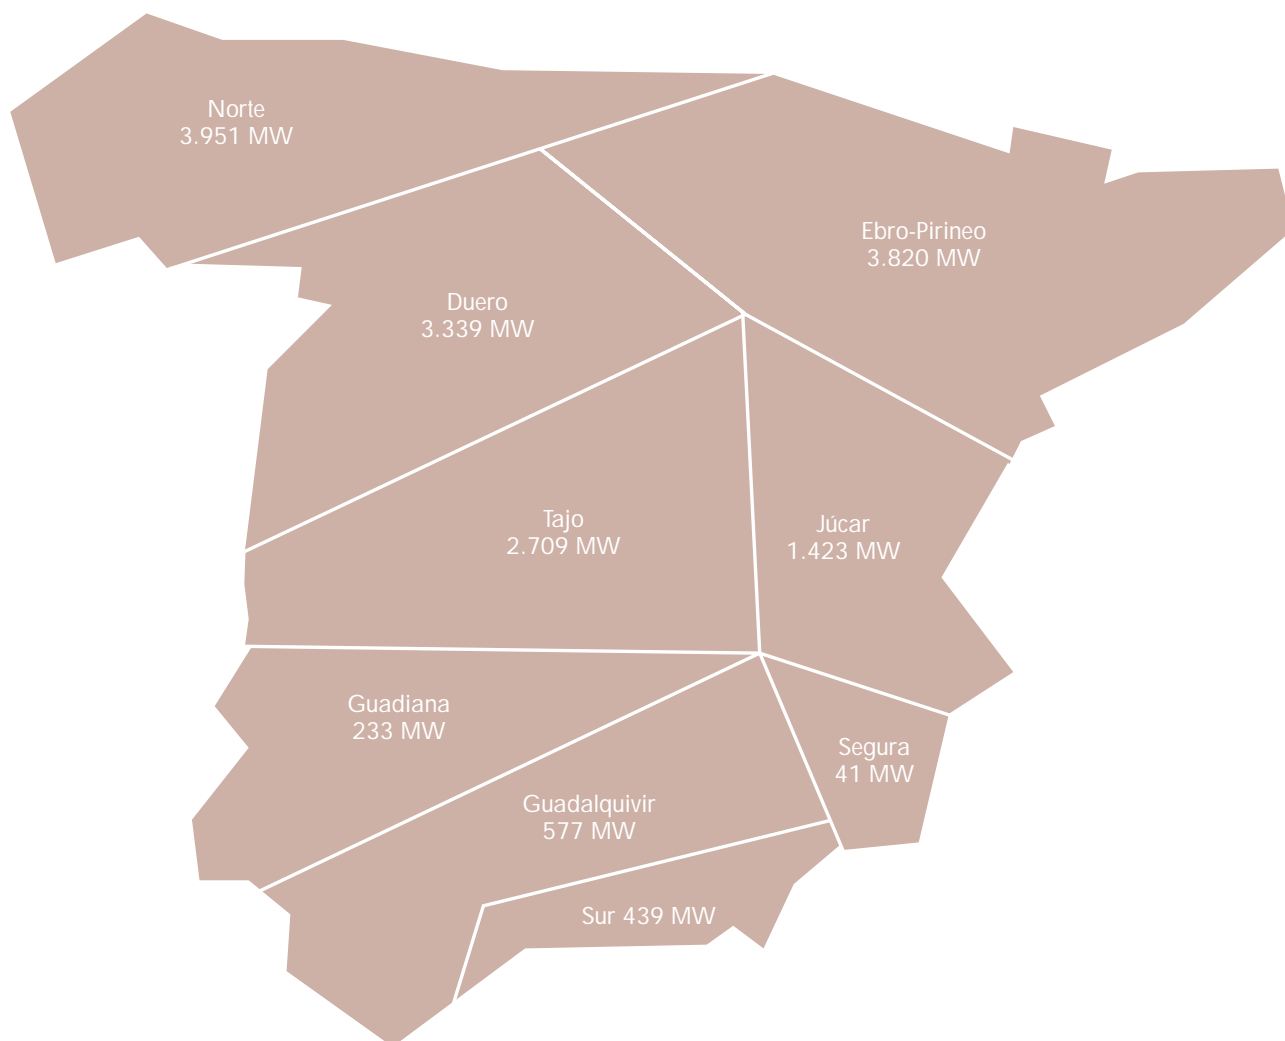 Norte
3.951 MW
Ebro-Pirineo
3.820 MW
Duero
3.339 MW
Tajo
2.709 MW
Júcar
1.423 MW
Guadiana
233 MW
Segura
41 MW
Guadalquivir
577 MW
Sur 439 MW